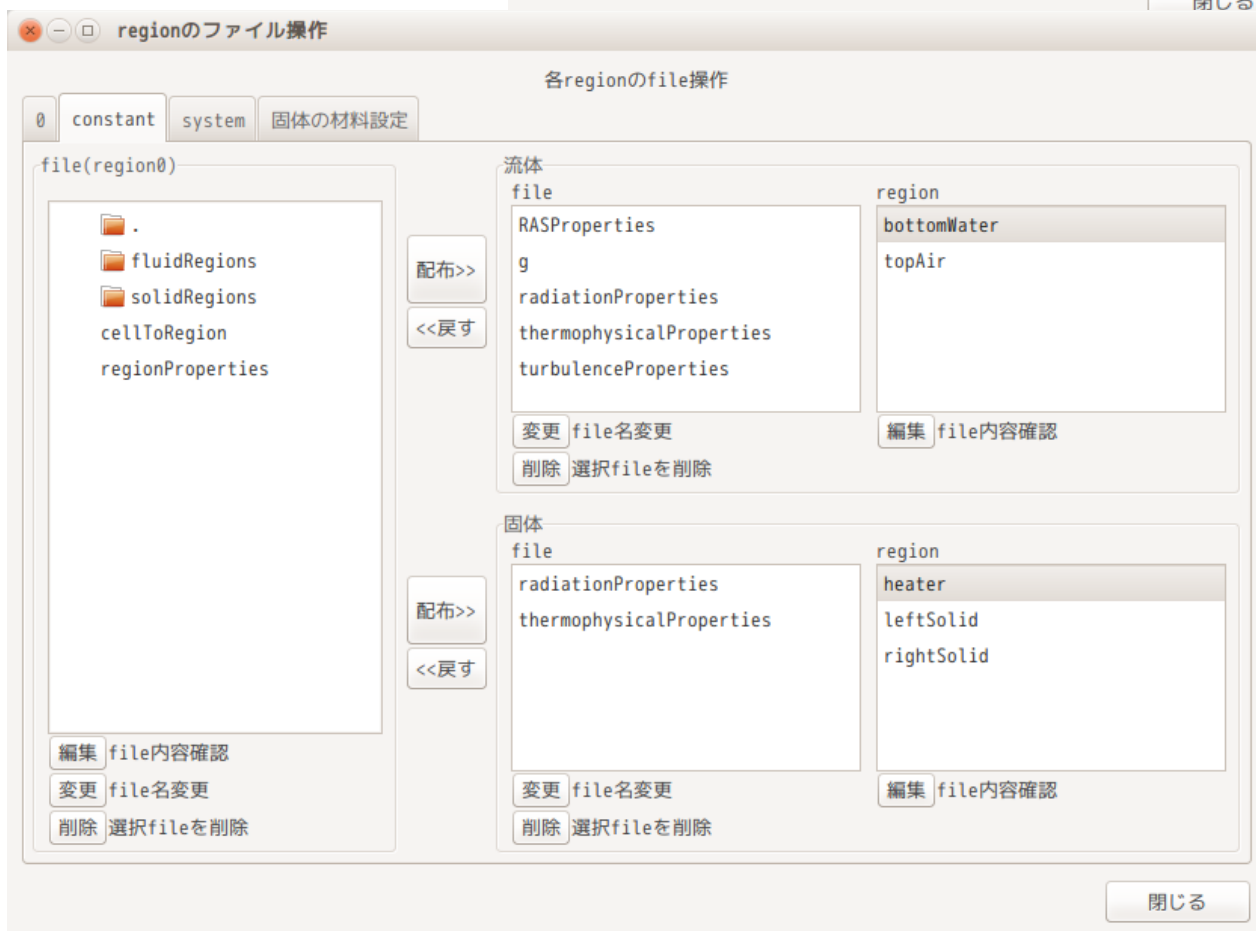 閉じる
regionのファイル操作
各regionのfile操作
0 constant system 固体の材料設定
file(region0)
.
fluidRegions
solidRegions
cellToRegion
regionProperties
編集 file内容確認
変更 file名変更
削除 選択fileを削除
配布>>
<<戻す
配布>>
<<戻す
流体
file
RASProperties
g
radiationProperties
thermophysicalProperties
turbulenceProperties
変更 file名変更
削除 選択fileを削除
region
bottomWater
topAir
編集 file内容確認
固体
file
radiationProperties
thermophysicalProperties
変更 file名変更
削除 選択fileを削除
region
heater
leftSolid
rightSolid
編集 file内容確認
閉じる